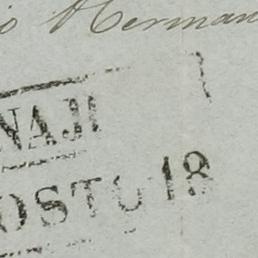 o Herman
NAJI
OSTO 18